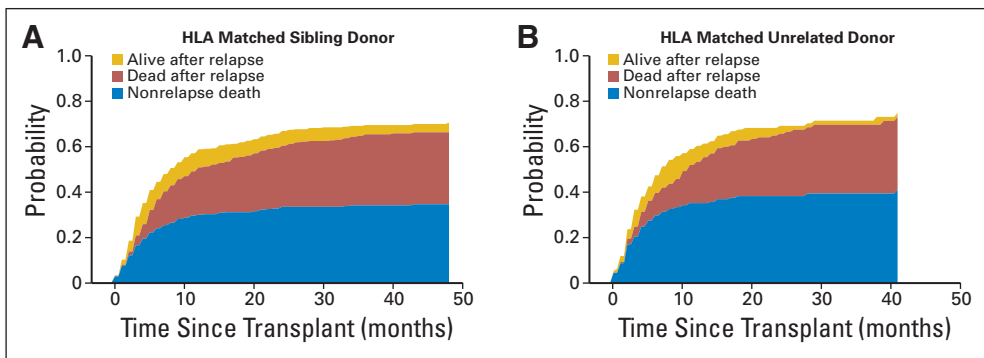 A
HLA Matched Sibling Donor
Alive after relapse
Dead after relapse
Nonrelapse death
Probability
1.0
0.8
0.6
0.4
0.2
0
0 10 20 30 40 50
Time Since Transplant (months)
B
HLA Matched Unrelated Donor
Alive after relapse
Dead after relapse
Nonrelapse death
Probability
1.0
0.8
0.6
0.4
0.2
0
0 10 20 30 40 50
Time Since Transplant (months)